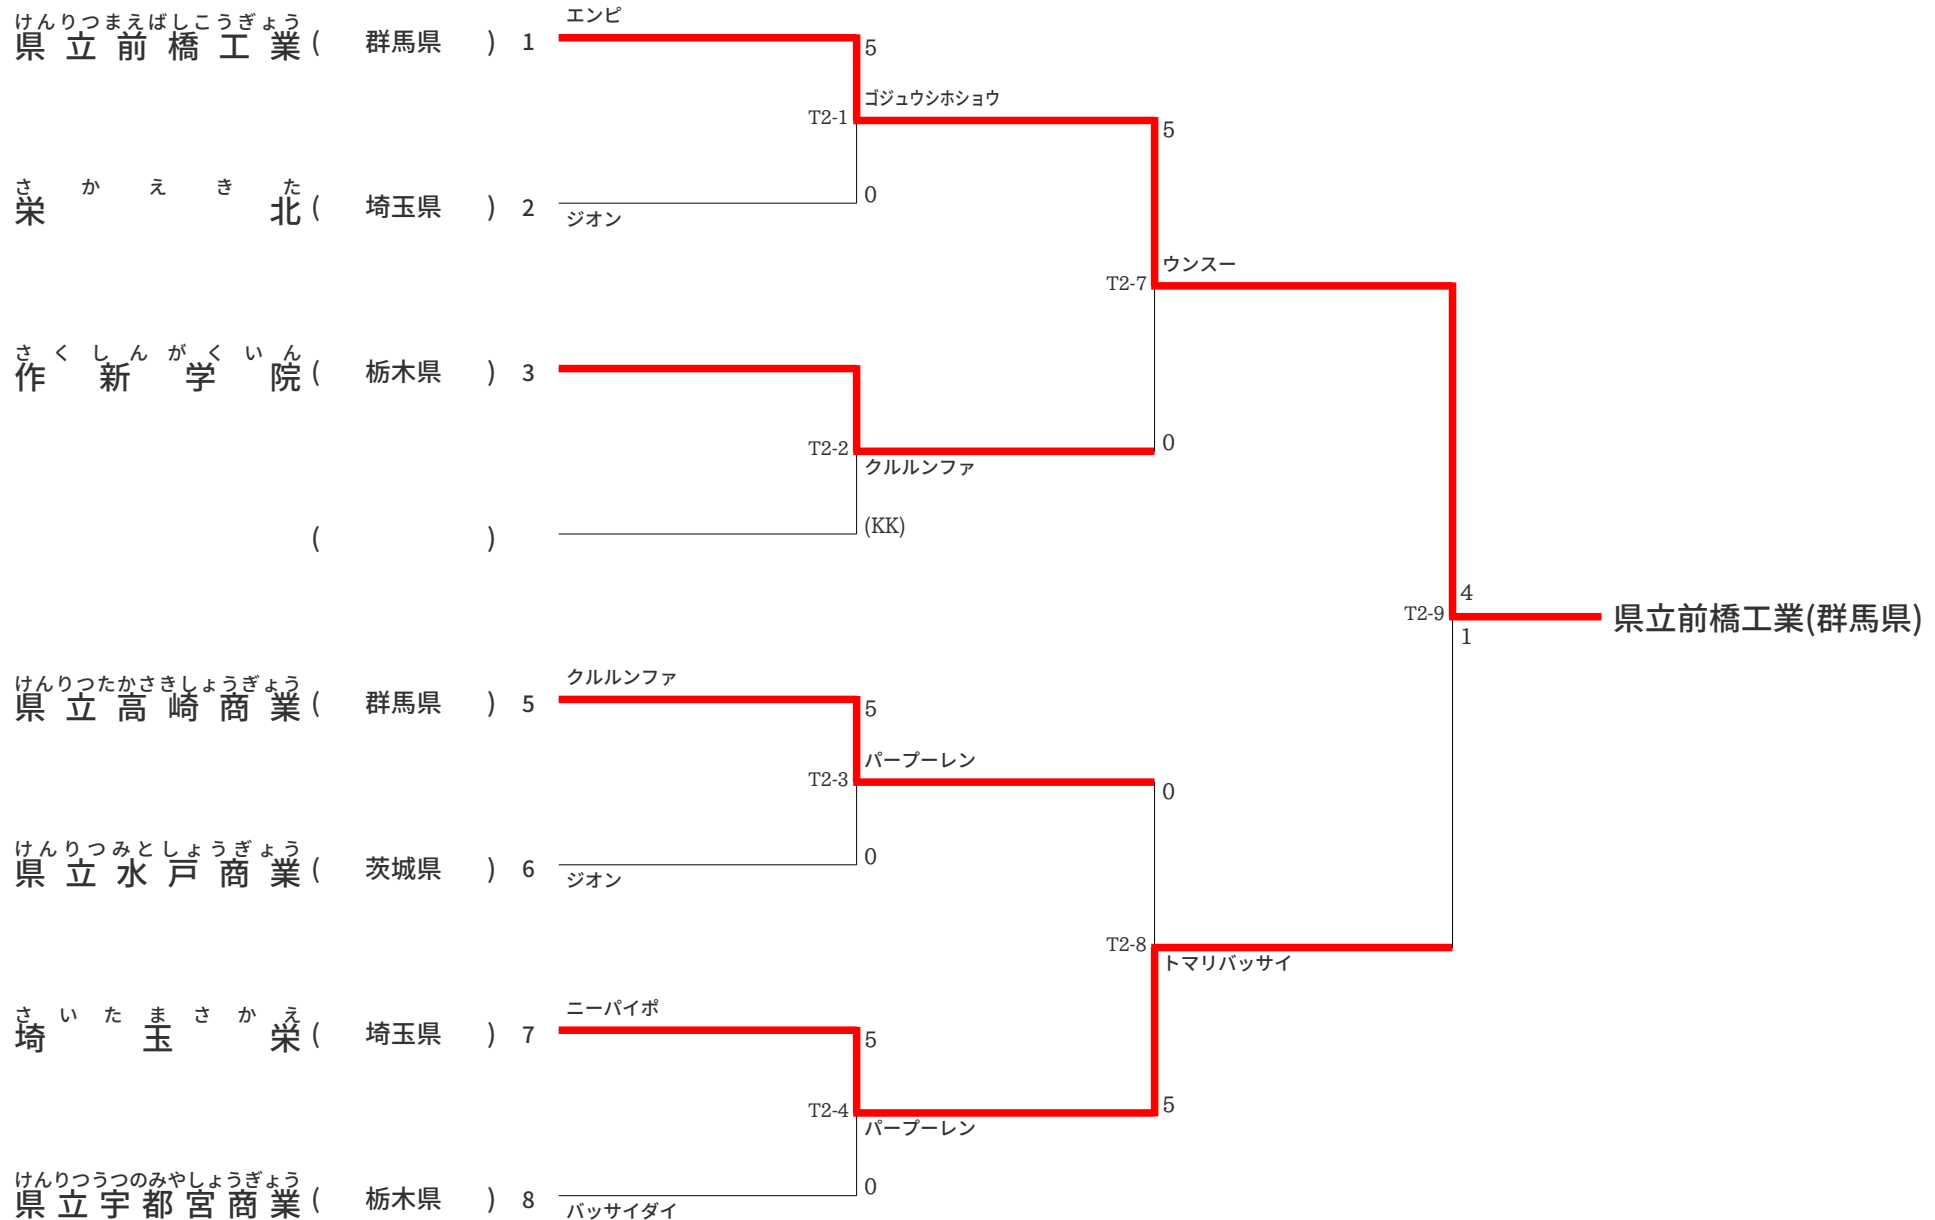 けんりつまえばしこうぎょう
県立前橋工業 ( 群馬県 ) 1
エンピ
5
T2-1
ゴジュウシホショウ
5
さかえきた
栄北 ( 埼玉県 ) 2
ジオン
0
T2-7
ウンスー
さくしんがくいん
作新学院 ( 栃木県 ) 3
T2-2
クルルンファ
0
( )
(KK)
4
T2-9
県立前橋工業(群馬県)
1
けんりつたかさきしょうぎょう
県立高崎商業 ( 群馬県 ) 5
クルルンファ
5
T2-3
パープーレン
0
けんりつみとしょうぎょう
県立水戸商業 ( 茨城県 ) 6
ジオン
0
T2-8
トマリバッサイ
さいたまさかえ
埼玉栄 ( 埼玉県 ) 7
ニーパイポ
5
T2-4
パープーレン
5
けんりつうつのみやしょうぎょう
県立宇都宮商業 ( 栃木県 ) 8
バッサイダイ
0